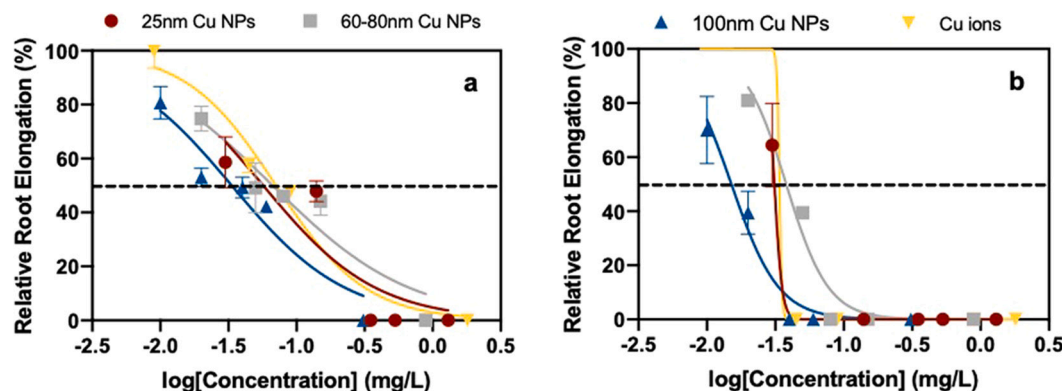 25nm Cu NPs 60-80nm Cu NPs 100nm Cu NPs Cu ions
Relative Root Elongation (%)
100
80
60
40
20
0
a
-2.5 -2.0 -1.5 -1.0 -0.5 0.0 0.5
log[Concentration] (mg/L)
Relative Root Elongation (%)
100
80
60
40
20
0
b
-2.5 -2.0 -1.5 -1.0 -0.5 0.0 0.5
log[Concentration] (mg/L)